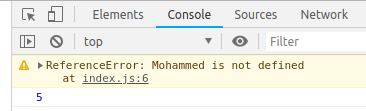 Elements Console Sources Network
top Filter
ReferenceError: Mohammed is not defined
at index.js:6
5